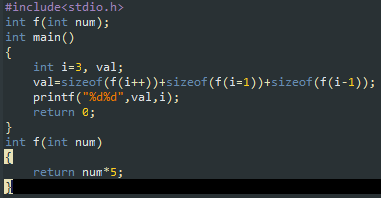 #include<stdio.h>
int f(int num);
int main()
{
int i=3, val;
val=sizeof(f(i++))+sizeof(f(i=1))+sizeof(f(i-1));
printf("%d%d",val,i);
return 0;
}
int f(int num)
{
return num*5;
}